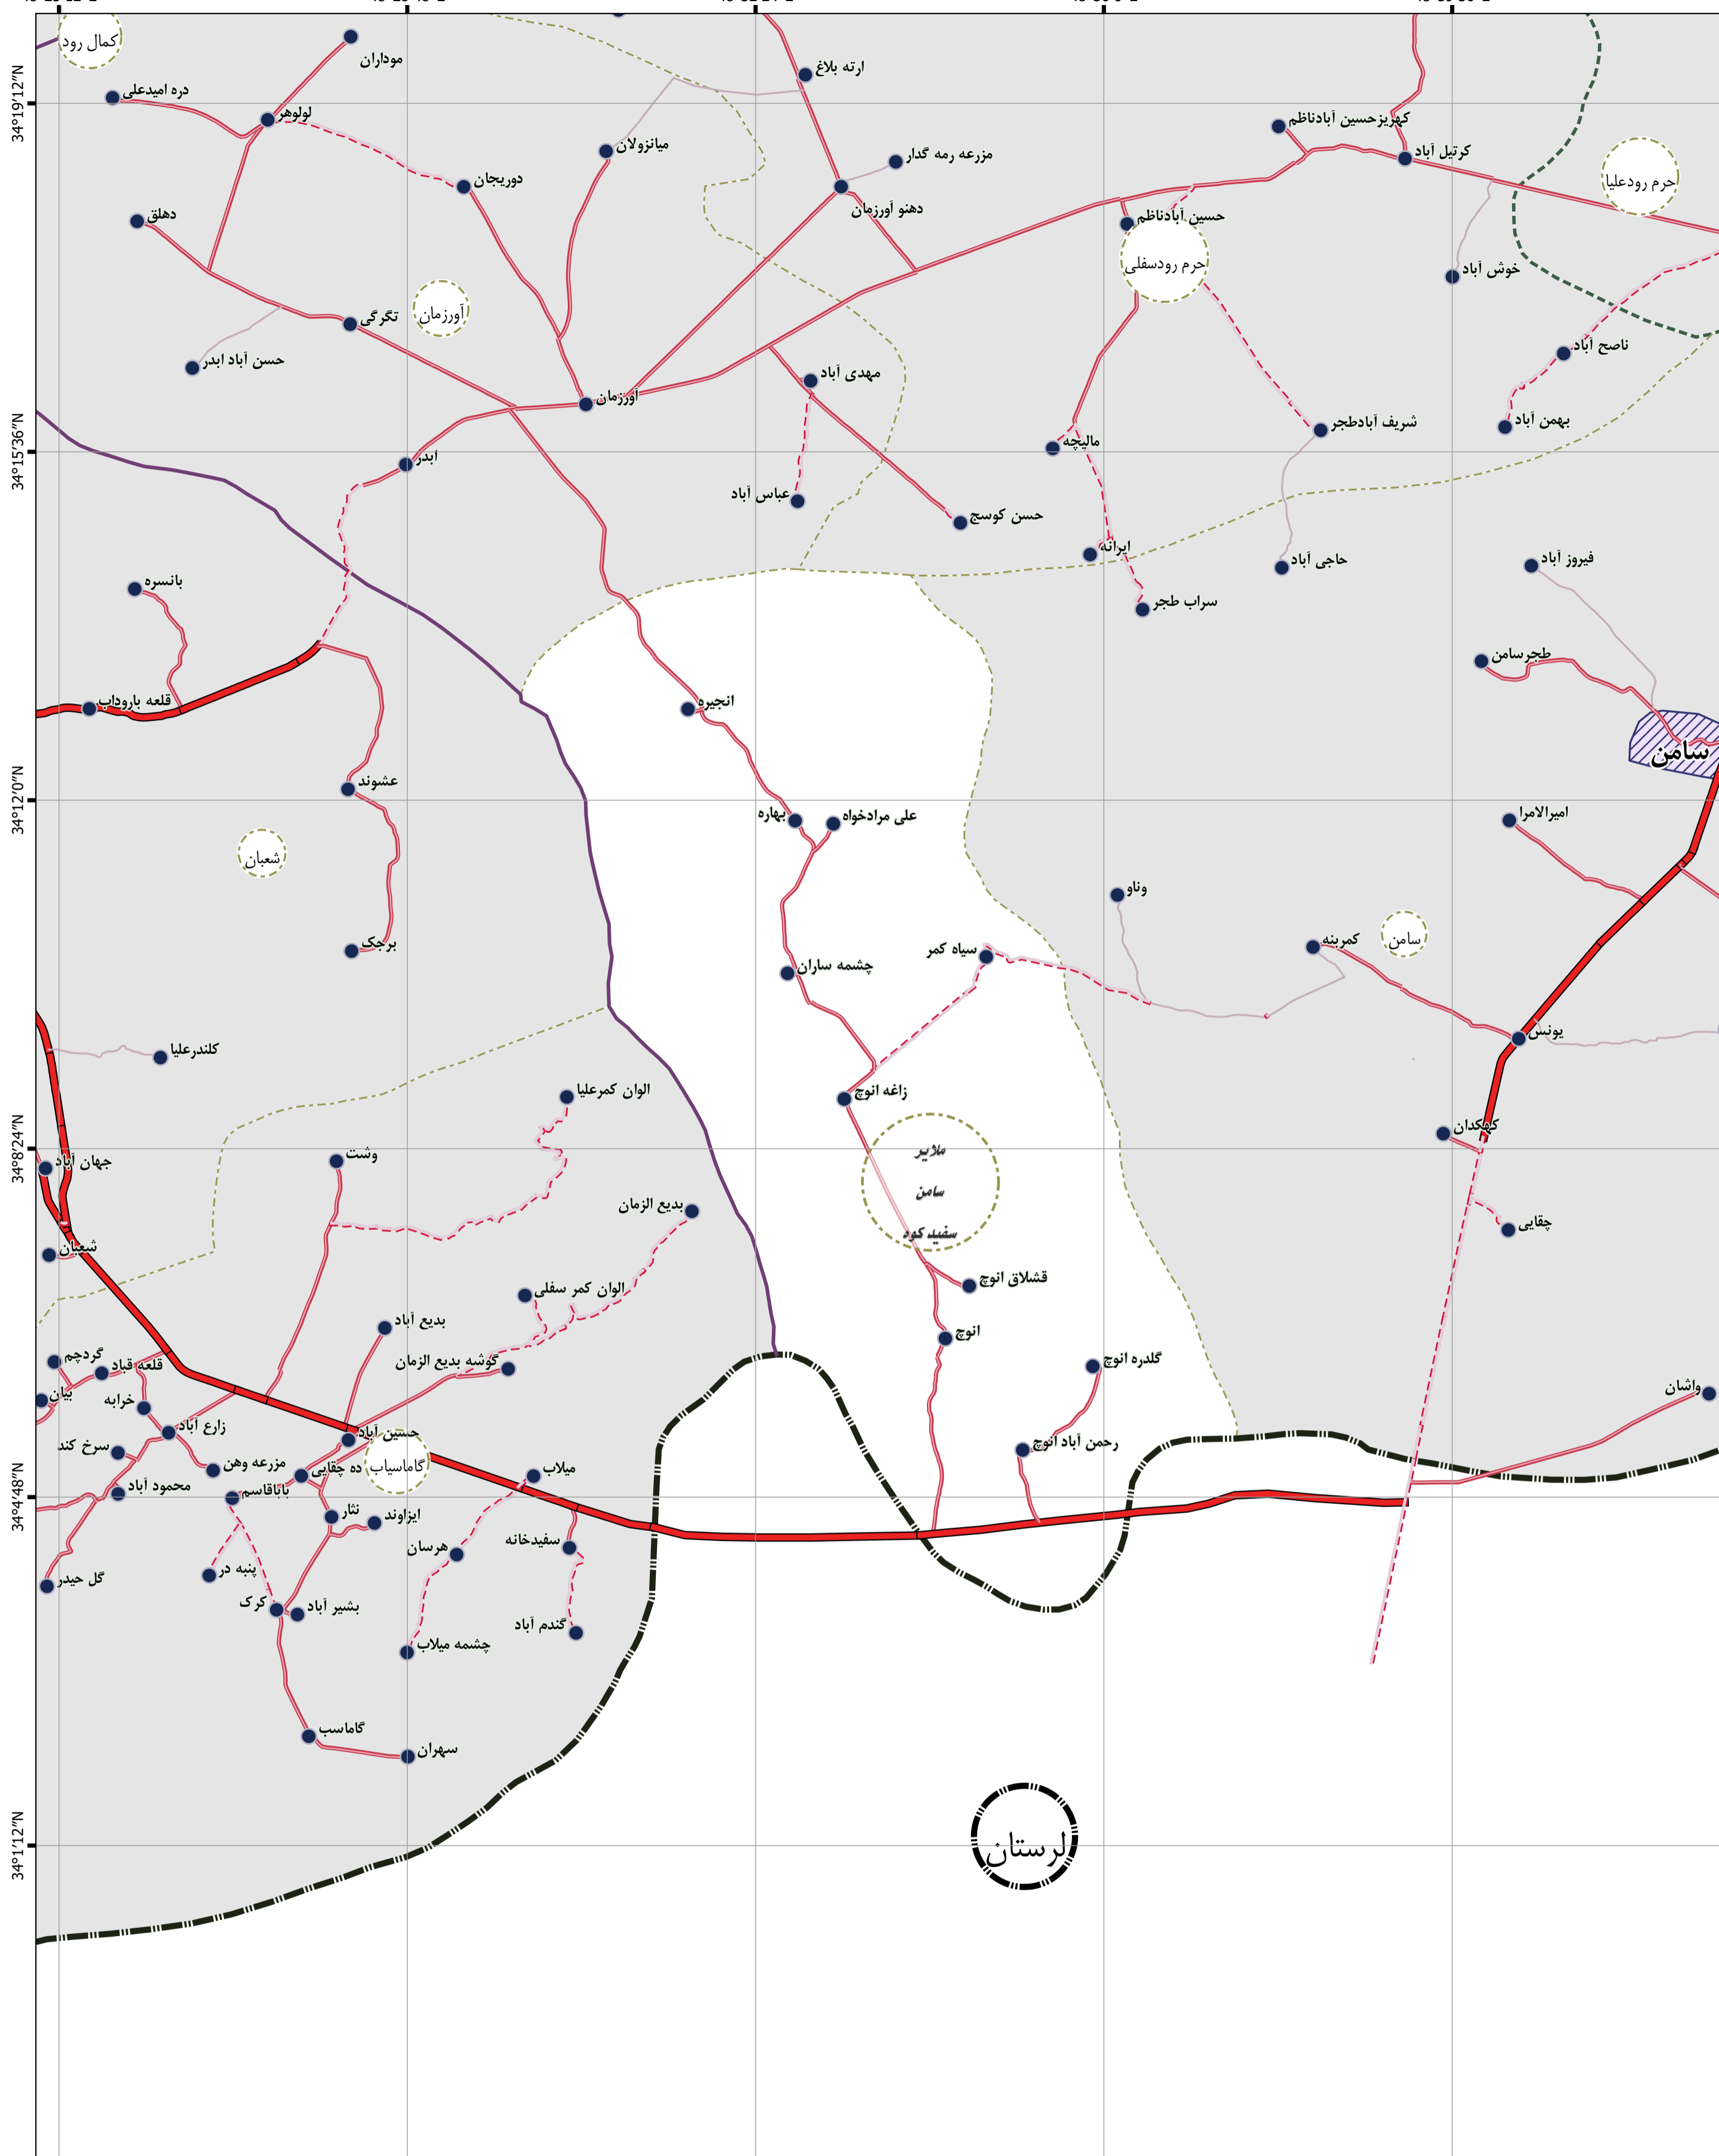 کمال رود
موداران
دره امیدعلی
لولوهر
ارته بلاغ
34°19'12"N
میانزولان
مزرعه رمه گدار
کهریزحسین آبادناظم
کرتیل آباد
حرم رودعلیا
دوریجان
دهلق
دهنو آورزمان
حسین آبادناظم
حرم رودسفلی
خوش آباد
آورزمان
تگرگی
حسن آباد ابدر
مهدی آباد
ناصح آباد
آورزمان
شریف آبادطجر
بهمن آباد
مالیچه
34°15'36"N
ابدر
عباس آباد
حسن کوسج
ایرانه
حاجی آباد
فیروز آباد
بانسره
سراب طجر
طجرسامن
قلعه باروداب
انجیره
سامن
عشوند
34°12'0"N
بهاره
علی مرادخواه
امیرالامرا
شعبان
وناو
برجک
سیاه کمر
کمربنه
سامن
چشمه ساران
یونس
کلندرعلیا
الوان کمرعلیا
زاغه انوچ
کهکدان
34°8'24"N
جهان آباد
وشت
ملایر
سامن
سفیدکوه
بدیع الزمان
چقایی
شعبان
قشلاق انوچ
الوان کمر سفلی
بدیع آباد
انوچ
گردچم
قلعه قباد
گوشه بدیع الزمان
گلدره انوچ
واشان
بیان
خرابه
زارع آباد
حسین آباد
رحمن آباد انوچ
سرخ کند
مزرعه وهن
ده چقایی
گاماسیاب
میلاب
34°4'48"N
محمود آباد
باباقاسم
نثار
ایزاوند
هرسان
سفیدخانه
گل حیدر
پنبه در
کرک
بشیر آباد
گندم آباد
چشمه میلاب
گاماسب
سهران
لرستان
34°1'12"N